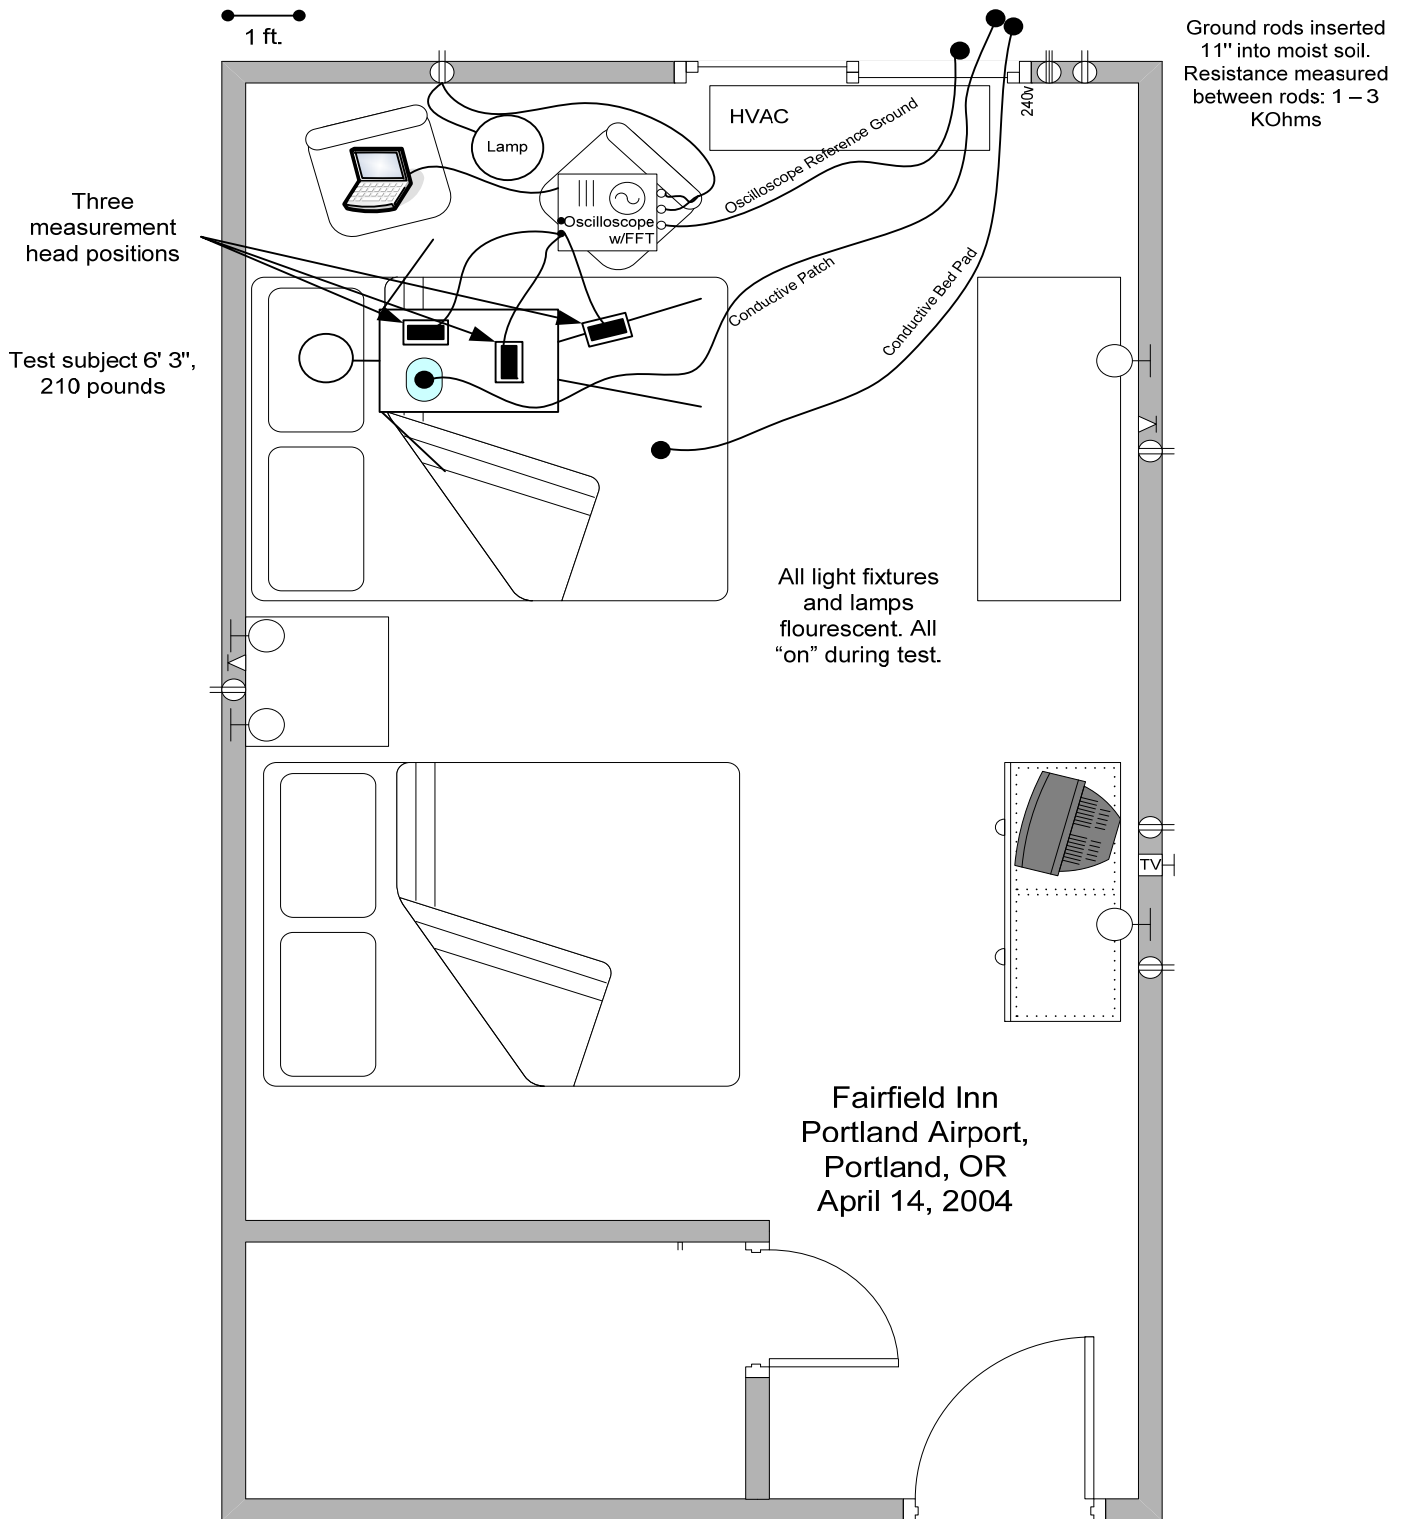 1 ft.
Ground rods inserted
11" into moist soil.
Resistance measured
between rods: 1 – 3
KOhms
240v
HVAC
Lamp
Oscilloscope Reference Ground
Three
measurement
head positions
Oscilloscope
w/FFT
Conductive Patch
Conductive Bed Pad
Test subject 6' 3",
210 pounds
All light fixtures
and lamps
flourescent. All
“on” during test.
TV
Fairfield Inn
Portland Airport,
Portland, OR
April 14, 2004